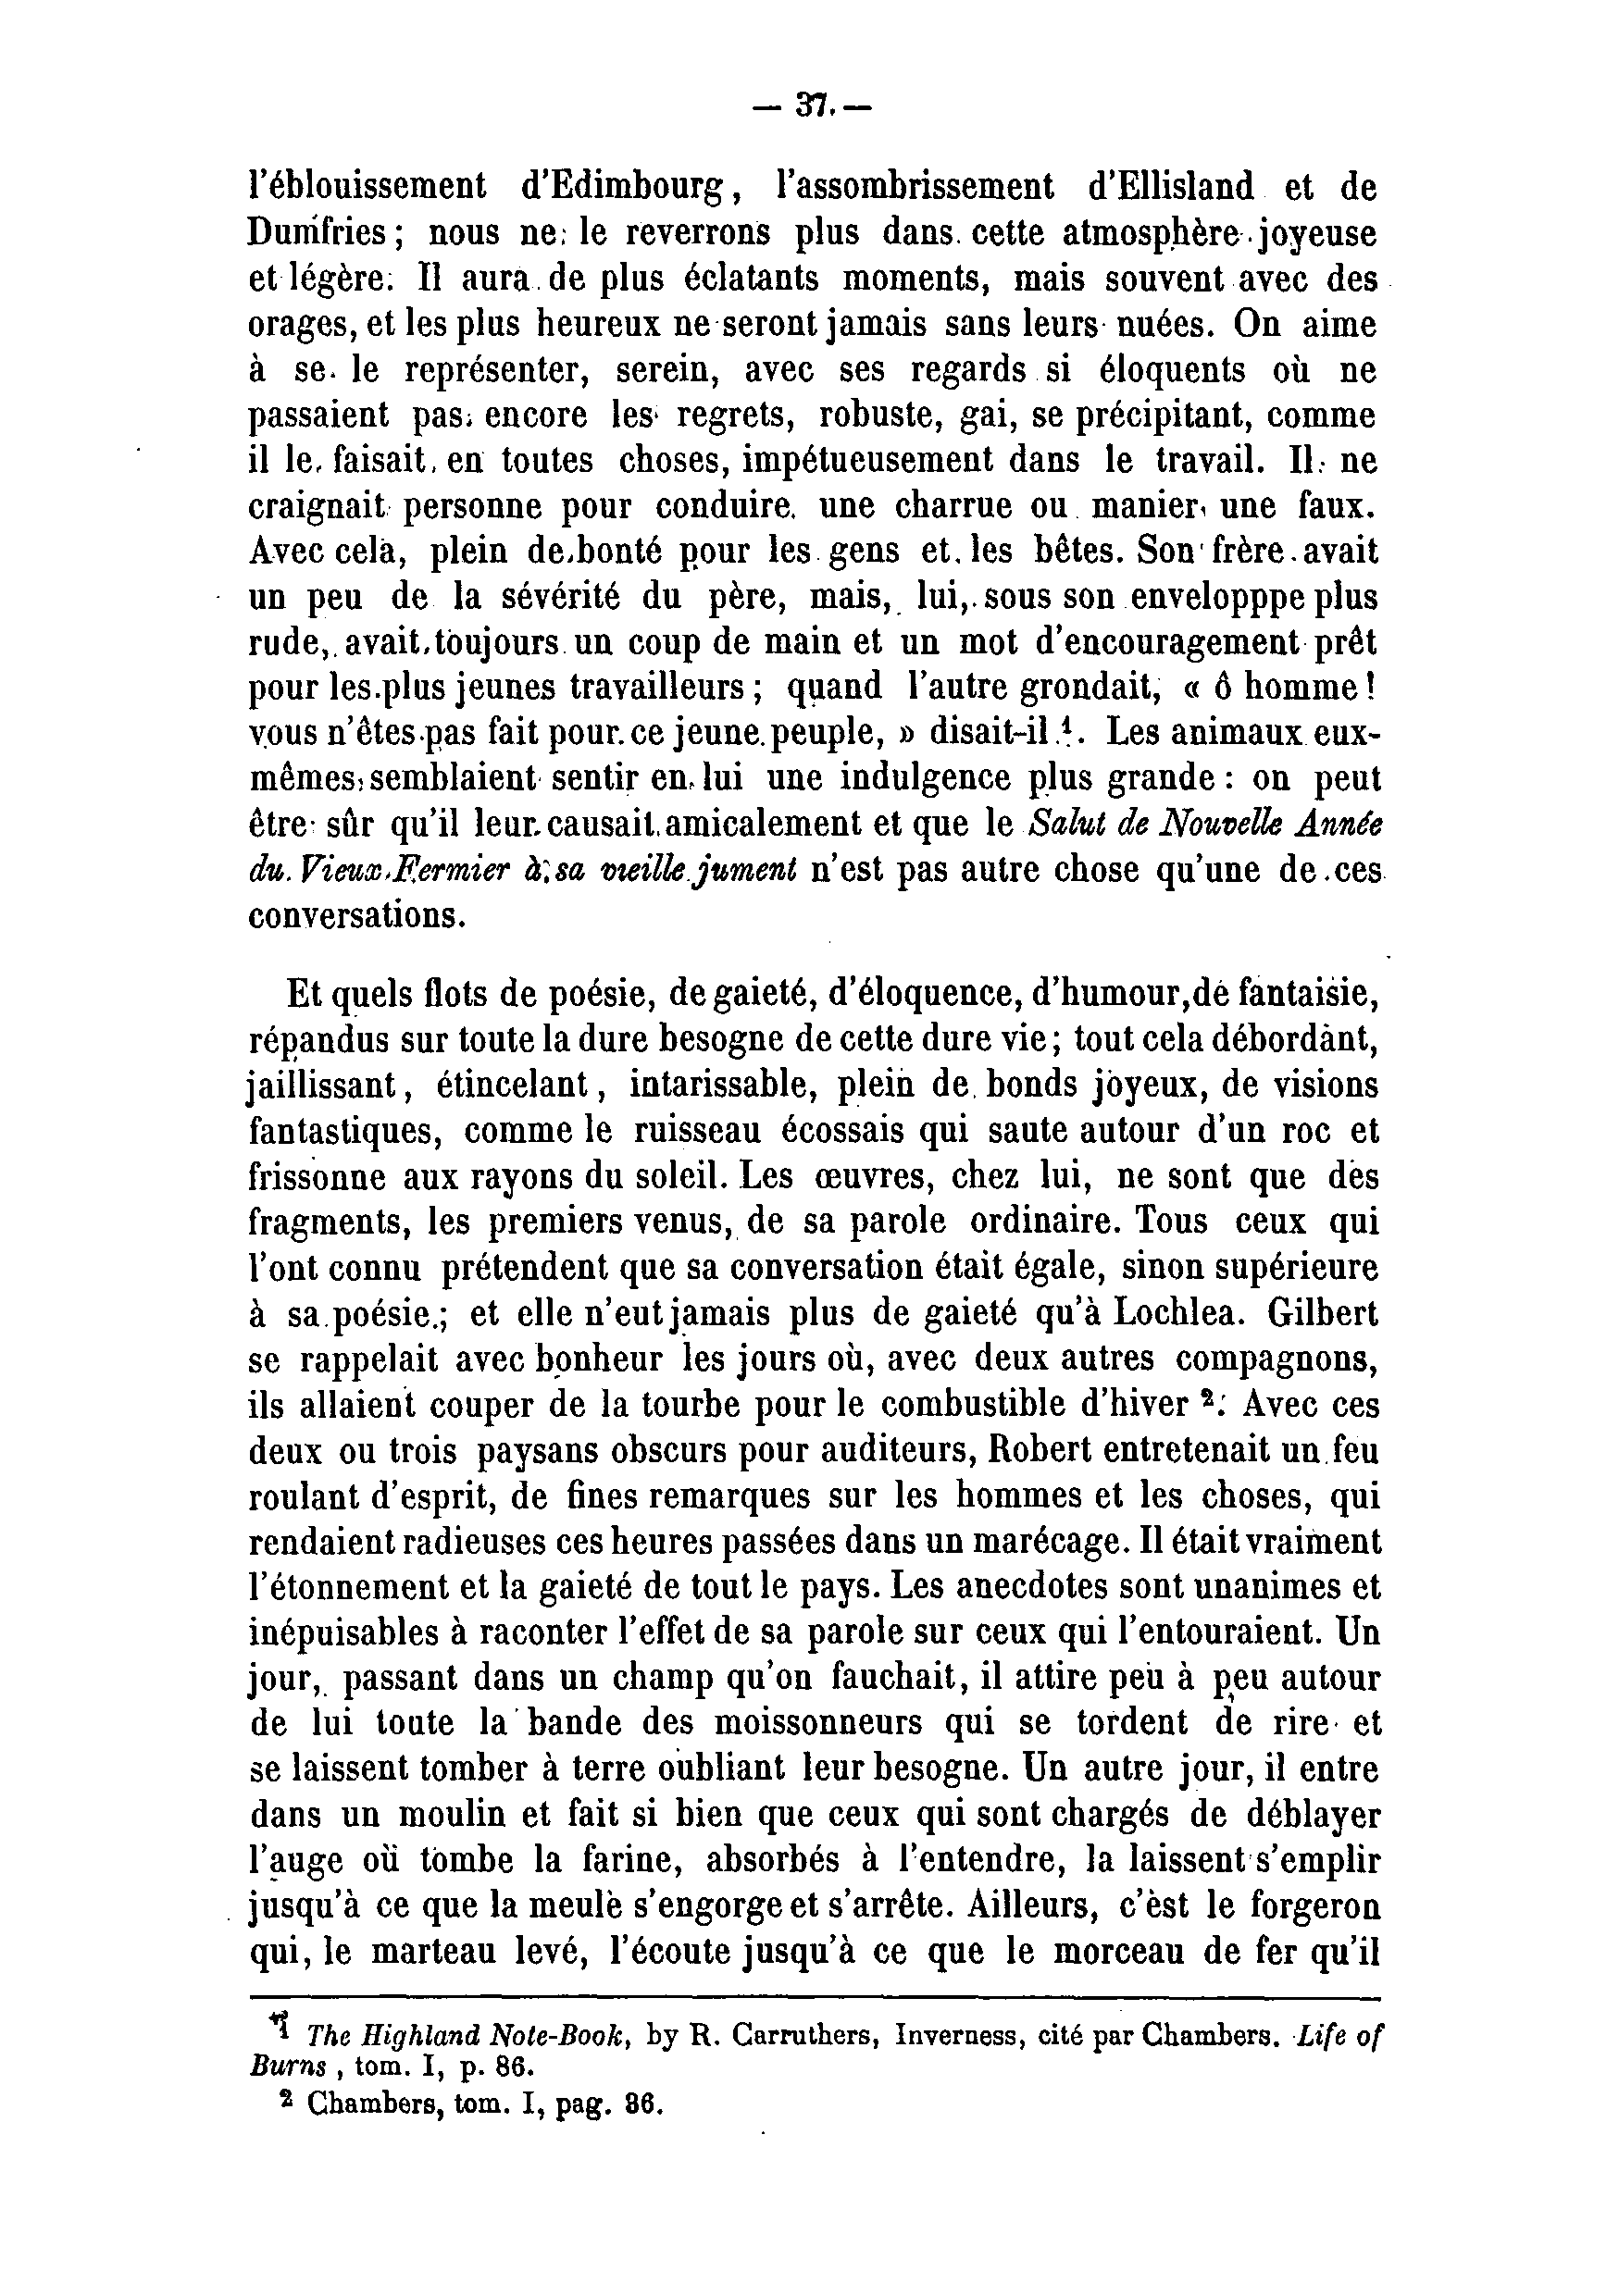 — 37. —
l'éblouissement d'Edimbourg, l'assombrissement d'Ellisland et de
Dumfries ; nous ne le reverrons plus dans cette atmosphère joyeuse
et légère. Il aura de plus éclatants moments, mais souvent avec des
orages, et les plus heureux ne seront jamais sans leurs nuées. On aime
à se le représenter, serein, avec ses regards si éloquents où ne
passaient pas encore les regrets, robuste, gai, se précipitant, comme
il le faisait en toutes choses, impétueusement dans le travail. Il ne
craignait personne pour conduire une charrue ou manier une faux.
Avec cela, plein de bonté pour les gens et les bêtes. Son frère avait
un peu de la sévérité du père, mais, lui, sous son envelopppe plus
rude, avait toujours un coup de main et un mot d'encouragement prêt
pour les plus jeunes travailleurs ; quand l'autre grondait, « ô homme !
vous n'êtes pas fait pour ce jeune peuple, » disait-il ¹. Les animaux eux-
mêmes semblaient sentir en lui une indulgence plus grande : on peut
être sûr qu'il leur causait amicalement et que le Salut de Nouvelle Année
du Vieux Fermier à sa vieille jument n'est pas autre chose qu'une de ces
conversations.
Et quels flots de poésie, de gaieté, d'éloquence, d'humour, de fantaisie,
répandus sur toute la dure besogne de cette dure vie ; tout cela débordant,
jaillissant, étincelant, intarissable, plein de bonds joyeux, de visions
fantastiques, comme le ruisseau écossais qui saute autour d'un roc et
frissonne aux rayons du soleil. Les œuvres, chez lui, ne sont que des
fragments, les premiers venus, de sa parole ordinaire. Tous ceux qui
l'ont connu prétendent que sa conversation était égale, sinon supérieure
à sa poésie ; et elle n'eut jamais plus de gaieté qu'à Lochlea. Gilbert
se rappelait avec bonheur les jours où, avec deux autres compagnons,
ils allaient couper de la tourbe pour le combustible d'hiver ². Avec ces
deux ou trois paysans obscurs pour auditeurs, Robert entretenait un feu
roulant d'esprit, de fines remarques sur les hommes et les choses, qui
rendaient radieuses ces heures passées dans un marécage. Il était vraiment
l'étonnement et la gaieté de tout le pays. Les anecdotes sont unanimes et
inépuisables à raconter l'effet de sa parole sur ceux qui l'entouraient. Un
jour, passant dans un champ qu'on fauchait, il attire peu à peu autour
de lui toute la bande des moissonneurs qui se tordent de rire et
se laissent tomber à terre oubliant leur besogne. Un autre jour, il entre
dans un moulin et fait si bien que ceux qui sont chargés de déblayer
l'auge où tombe la farine, absorbés à l'entendre, la laissent s'emplir
jusqu'à ce que la meule s'engorge et s'arrête. Ailleurs, c'est le forgeron
qui, le marteau levé, l'écoute jusqu'à ce que le morceau de fer qu'il
¹ The Highland Note-Book, by R. Carruthers, Inverness, cité par Chambers. Life of
Burns, tom. I, p. 86.
² Chambers, tom. I, pag. 36.